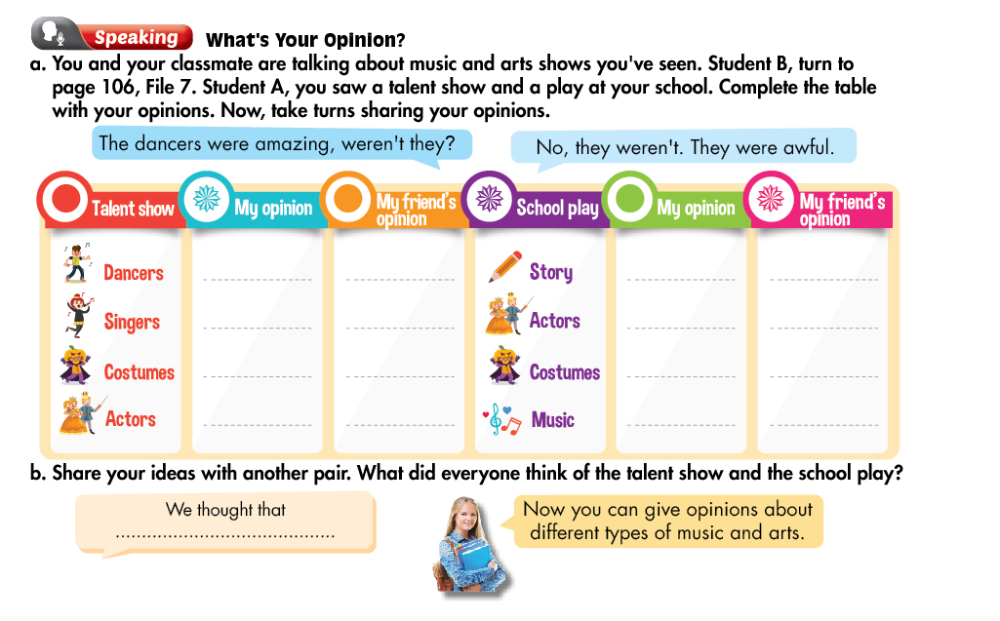 Speaking What's Your Opinion?
a. You and your classmate are talking about music and arts shows you've seen. Student B, turn to
page 106, File 7. Student A, you saw a talent show and a play at your school. Complete the table
with your opinions. Now, take turns sharing your opinions.
The dancers were amazing, weren't they?
No, they weren't. They were awful.
Talent show
My opinion
My friend's
opinion
School play
My opinion
My friend's
opinion
Dancers
Story
Singers
Actors
Costumes
Costumes
Actors
Music
b. Share your ideas with another pair. What did everyone think of the talent show and the school play?
We thought that
...........................................
Now you can give opinions about
different types of music and arts.